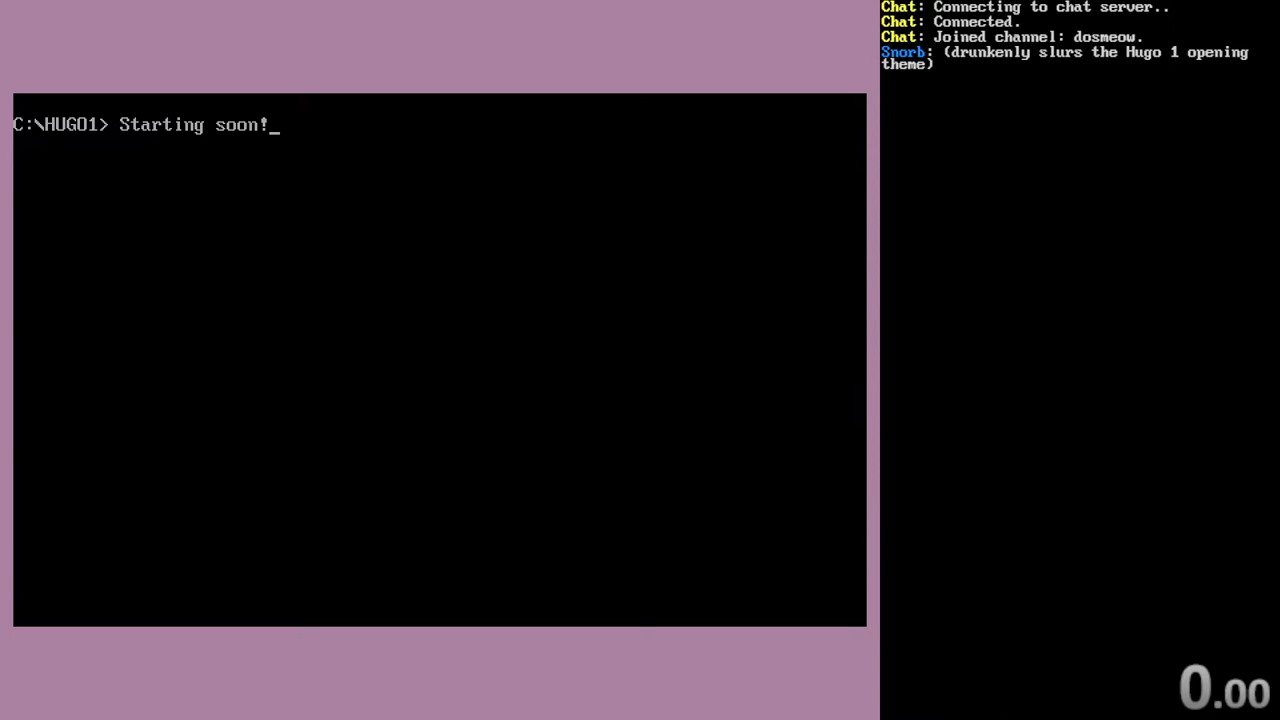 C:\HUGO1> Starting soon!_
Chat: Connecting to chat server..
Chat: Connected.
Chat: Joined channel: dosmeow.
Snorb: (drunkenly slurs the Hugo 1 opening
theme)
0.00